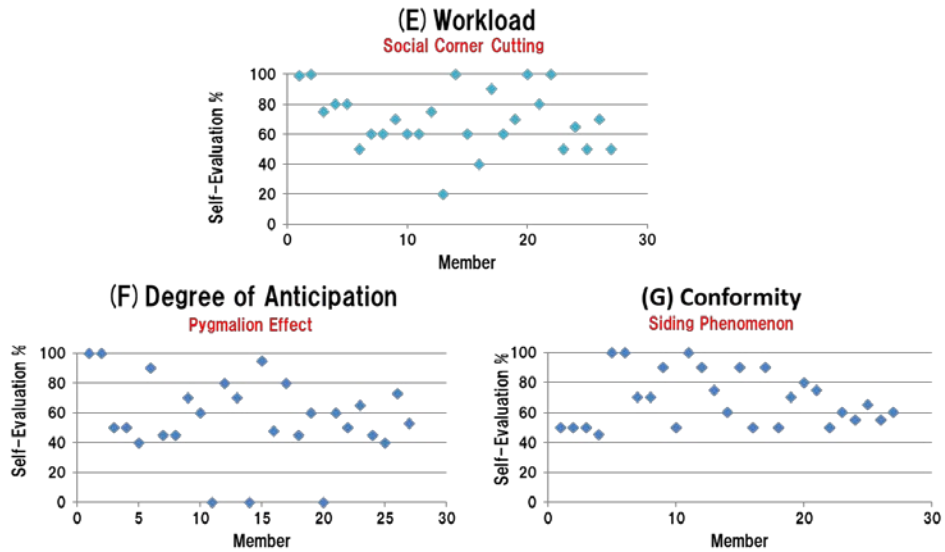 (E) Workload
Social Corner Cutting
Self-Evaluation %
100
80
60
40
20
0
0 10 20 30
Member
(F) Degree of Anticipation
Pygmalion Effect
Self-Evaluation %
100
80
60
40
20
0
0 5 10 15 20 25 30
Member
(G) Conformity
Siding Phenomenon
Self-Evaluation %
100
80
60
40
20
0
0 10 20 30
Member